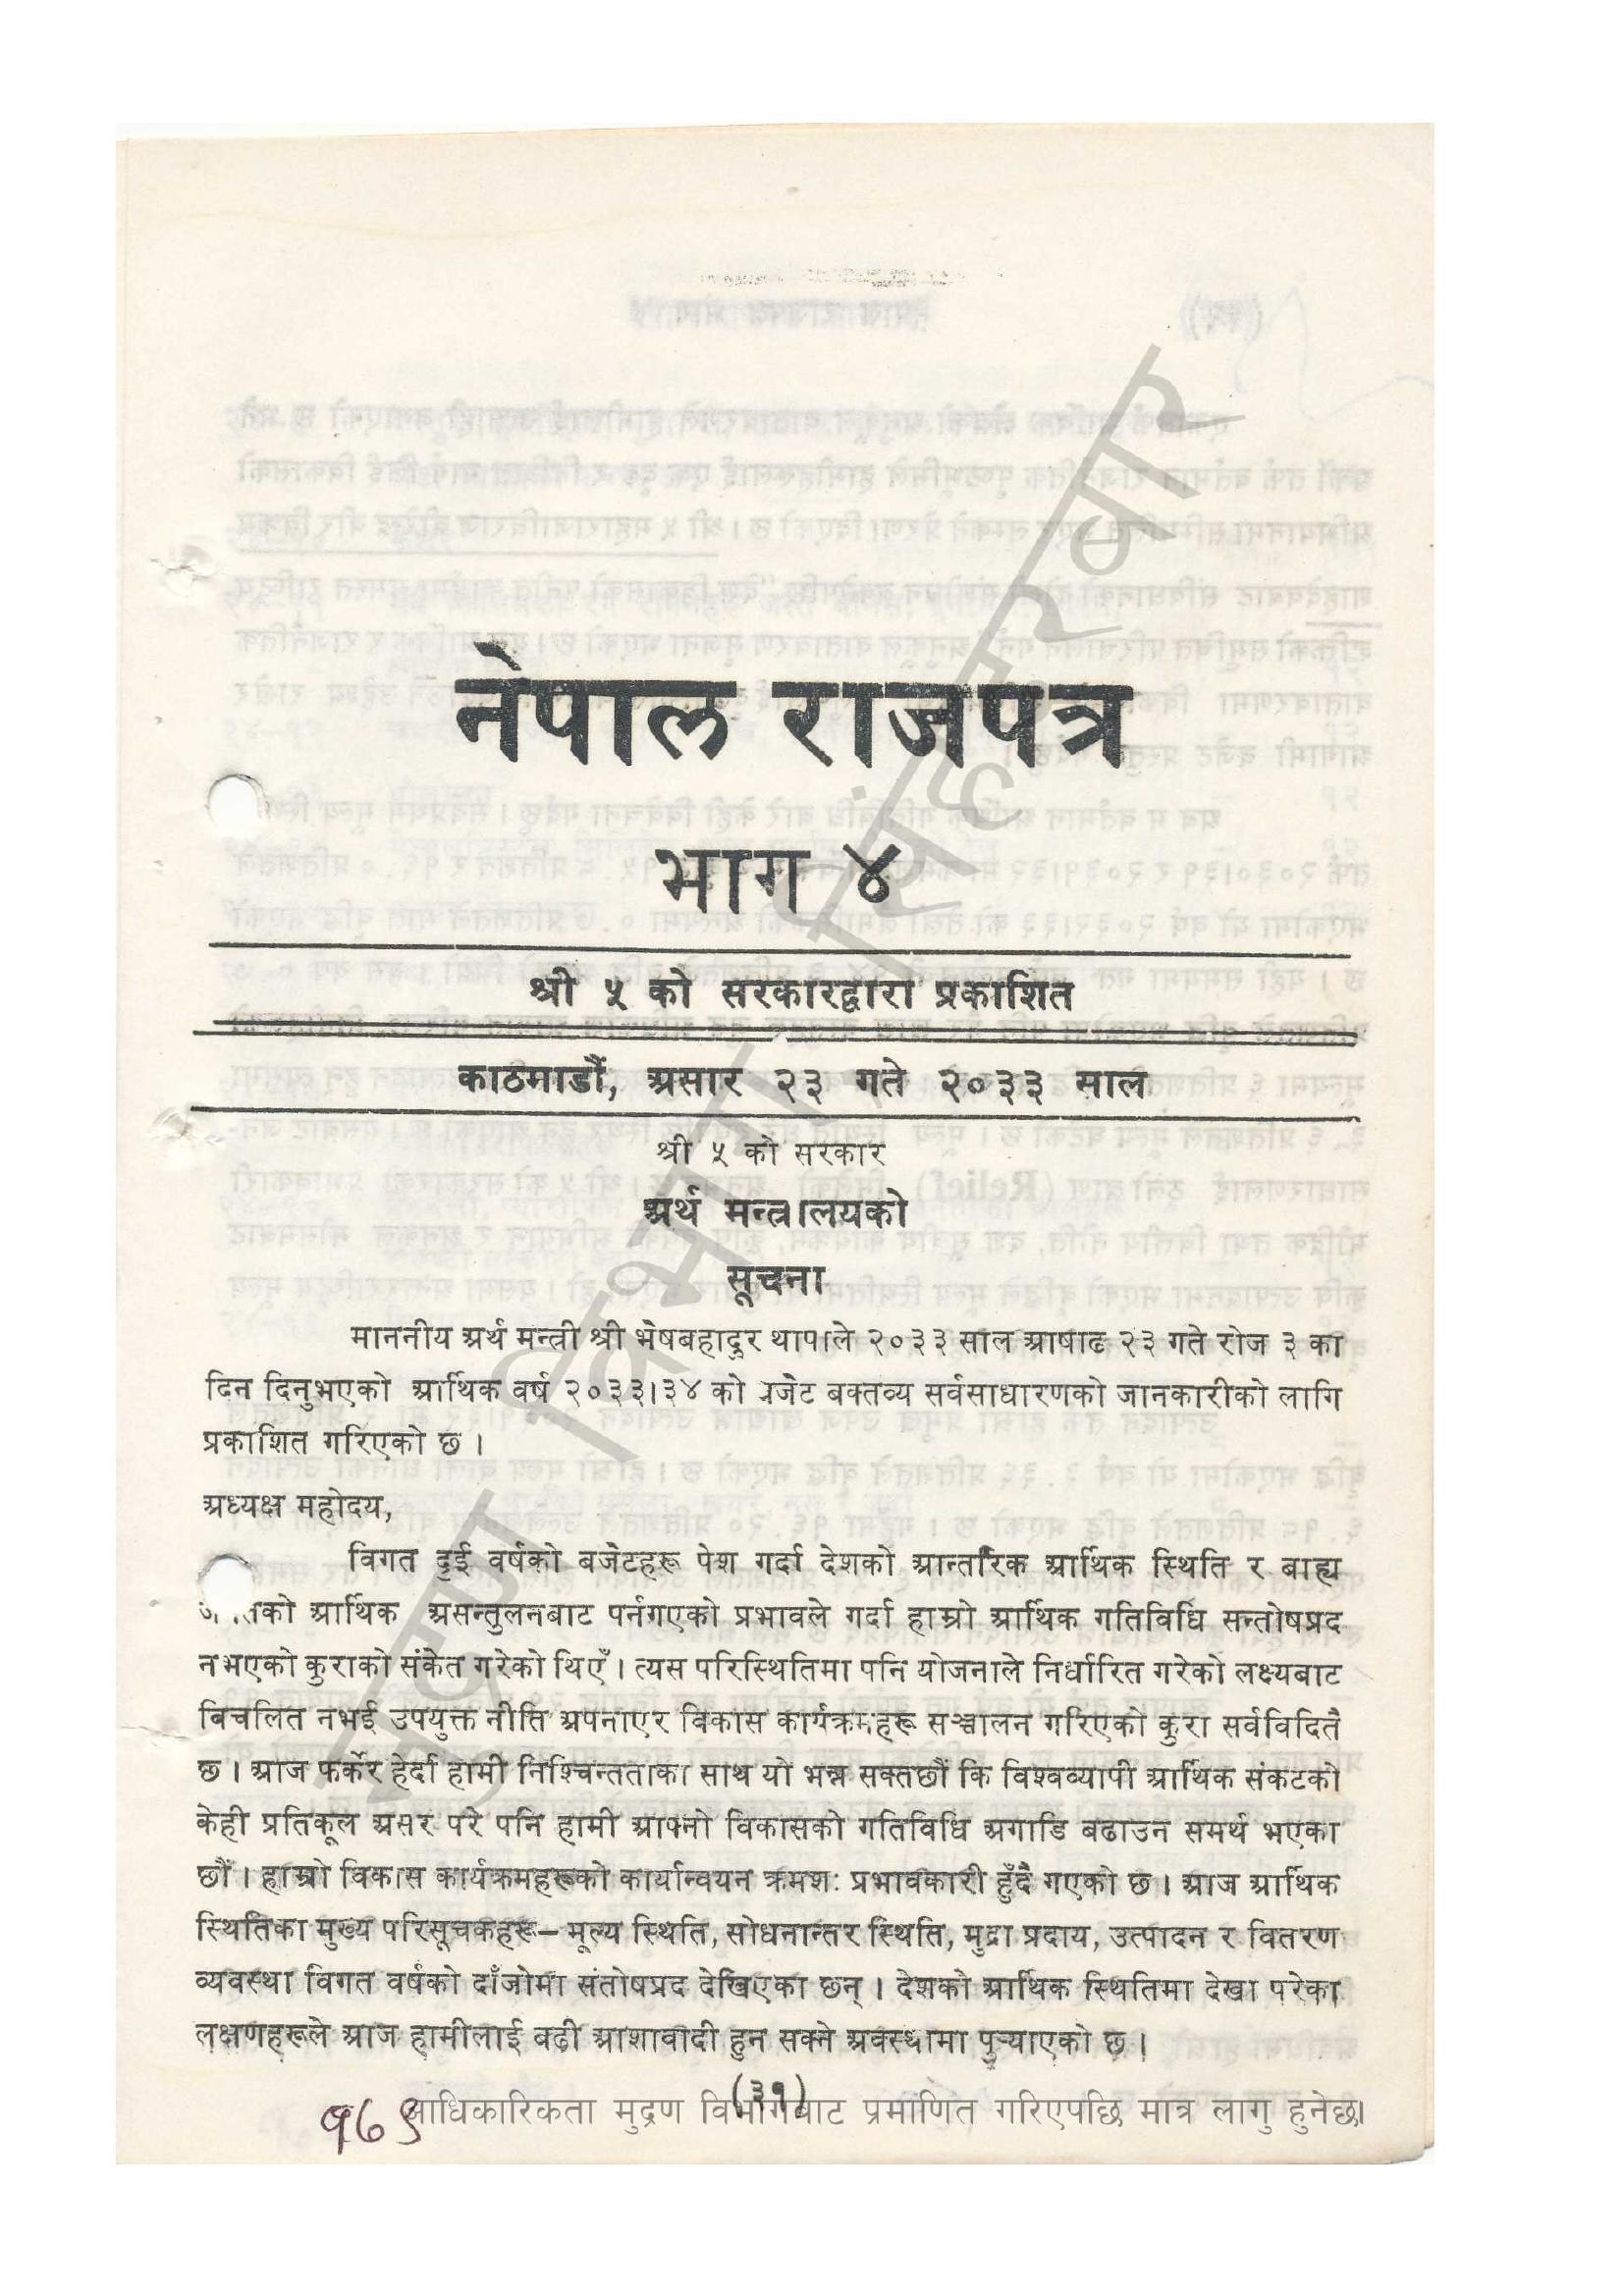 नेपाल राजपत्र
भाग ४
श्री ५ को सरकारद्वारा प्रकाशित
काठमाडौं, असार २३ गते २०३३ साल
श्री ५ को सरकार
अर्थ मन्त्रालयको
सूचना
माननीय अर्थ मन्त्री श्री भेषबहादुर थापाले २०३३ साल आषाढ २३ गते रोज ३ का
दिन दिनुभएको आर्थिक वर्ष २०३३।३४ को बजेट बक्तव्य सर्वसाधारणको जानकारीको लागि
प्रकाशित गरिएको छ ।
अध्यक्ष महोदय,
विगत दुई वर्षको बजेटहरू पेश गर्दा देशको आन्तरिक आर्थिक स्थिति र बाह्य
आर्थिक असन्तुलनबाट पर्नगएको प्रभावले गर्दा हाम्रो आर्थिक गतिविधि सन्तोषप्रद
नभएको कुराको संकेत गरेको थिएँ । त्यस परिस्थितिमा पनि योजनाले निर्धारित गरेको लक्ष्यबाट
बिचलित नभई उपयुक्त नीति अपनाएर विकास कार्यक्रमहरू सञ्चालन गरिएको कुरा सर्वविदितै
छ । आज फर्केर हेर्दा हामी निश्चिन्तताका साथ यो भन्न सक्तछौं कि विश्वव्यापी आर्थिक संकटको
केही प्रतिकूल असर परे पनि हामी आफ्नो विकासको गतिविधि अगाडि बढाउन समर्थ भएका
छौं । हाम्रो विकास कार्यक्रमहरूको कार्यान्वयन क्रमशः प्रभावकारी हुँदै गएको छ । आज आर्थिक
स्थितिका मुख्य परिसूचकहरू– मूल्य स्थिति, सोधनान्तर स्थिति, मुद्रा प्रदाय, उत्पादन र वितरण
व्यवस्था विगत वर्षको दाँजोमा संतोषप्रद देखिएका छन् । देशको आर्थिक स्थितिमा देखा परेका
लक्षणहरूले आज हामीलाई बढी आशावादी हुन सक्ने अवस्थामा पुर्‍याएको छ ।
(३१)
१७९
आधिकारिकता मुद्रण विभागबाट प्रमाणित गरिएपछि मात्र लागु हुनेछ।